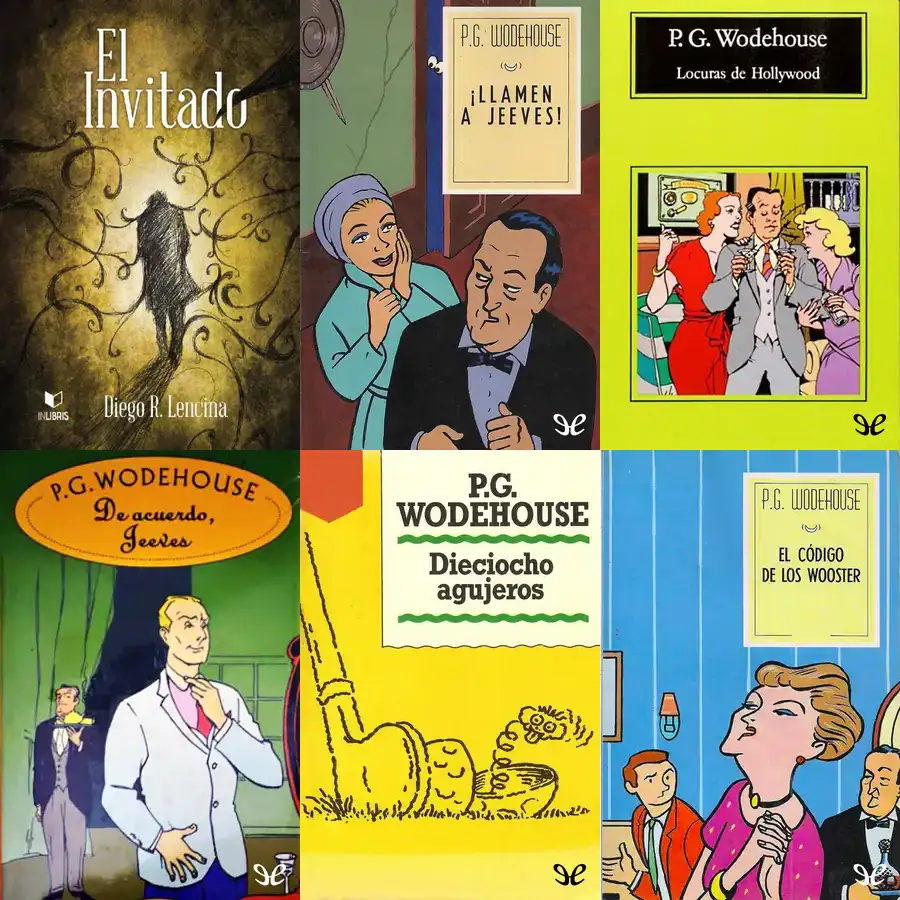 El
Invitado
INLIBRIS
Diego R. Lencina
P.G. WODEHOUSE
¡LLAMEN
A JEEVES!
P. G. Wodehouse
Locuras de Hollywood
P.G. WODEHOUSE
De acuerdo,
Jeeves
P.G.
WODEHOUSE
Dieciocho
agujeros
P.G. WODEHOUSE
EL CÓDIGO
DE LOS WOOSTER